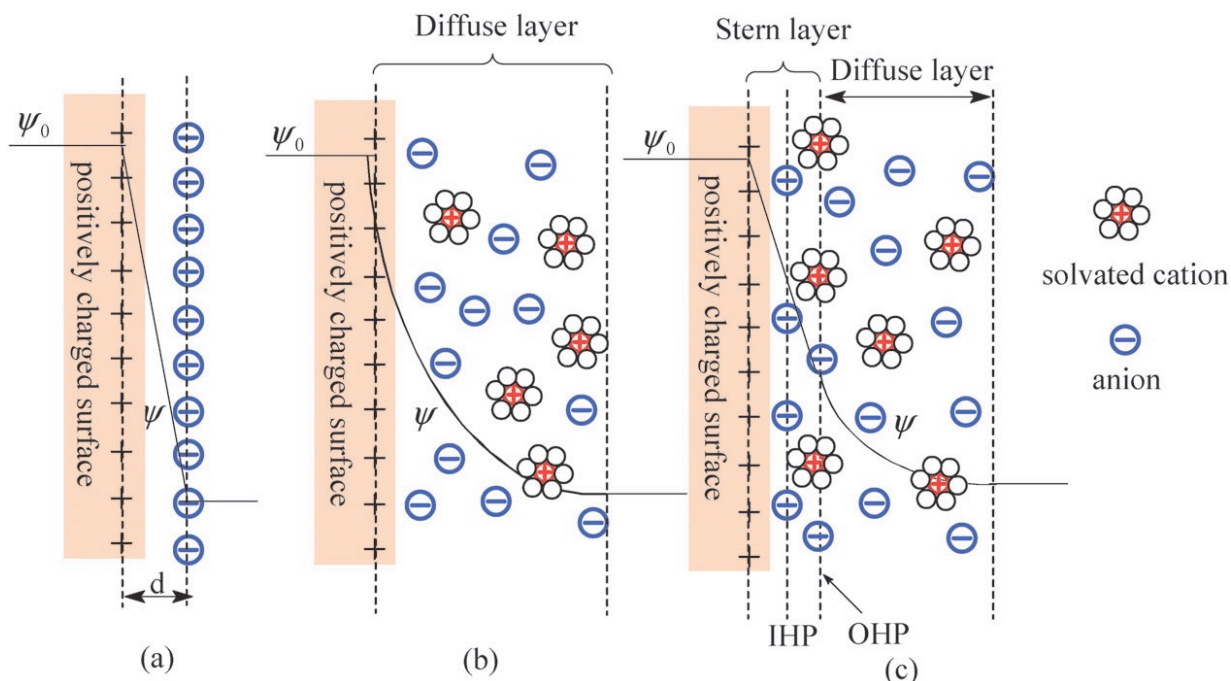 Diffuse layer
Stern layer
Diffuse layer
ψ₀
ψ₀
ψ₀
positively charged surface
positively charged surface
positively charged surface
ψ
ψ
ψ
solvated cation
anion
d
IHP
OHP
(a)
(b)
(c)